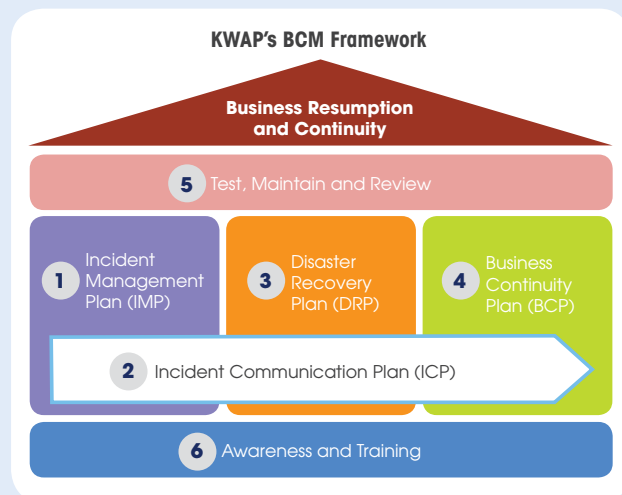 KWAP's BCM Framework
Business Resumption
and Continuity
5 Test, Maintain and Review
1 Incident
Management
Plan (IMP)
3 Disaster
Recovery
Plan (DRP)
4 Business
Continuity
Plan (BCP)
2 Incident Communication Plan (ICP)
6 Awareness and Training